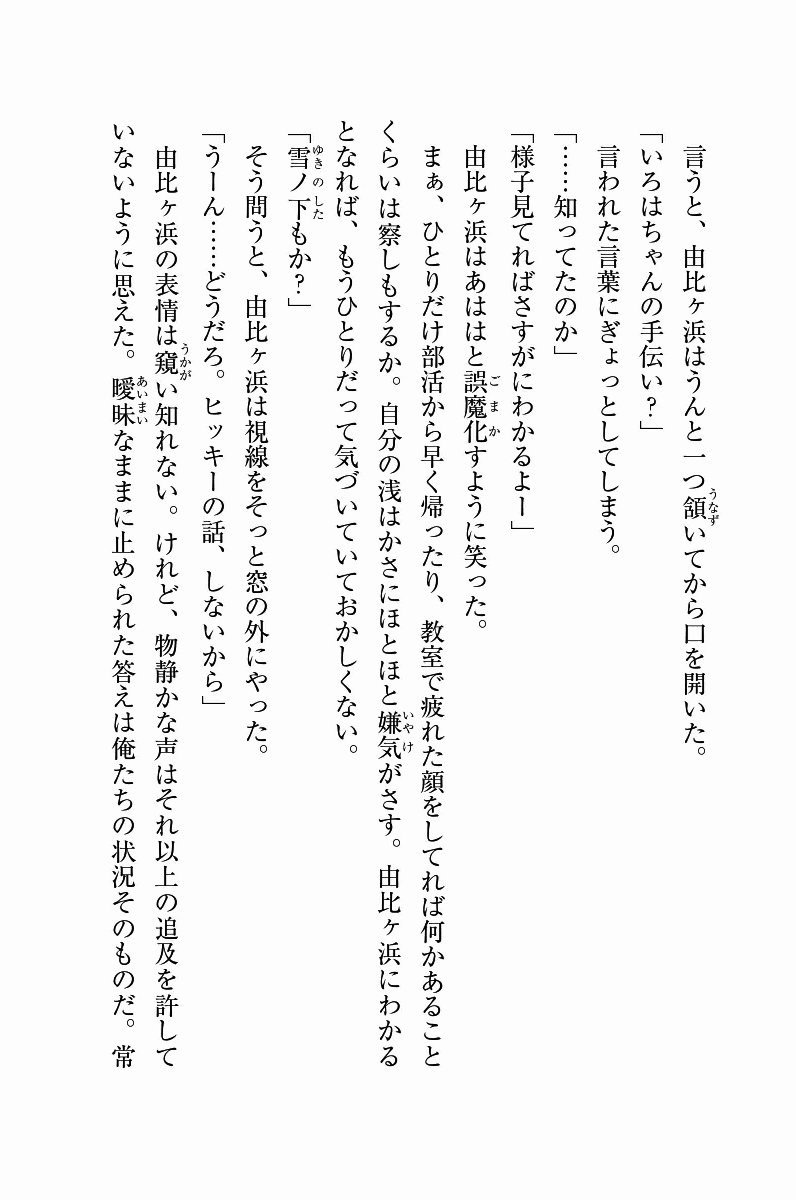 言うと、由比ヶ浜はうんと一つ頷いてから口を開いた。
「いろはちゃんの手伝い？」
言われた言葉にぎょっとしてしまう。
「……知ってたのか」
「様子見てればさすがにわかるよー」
由比ヶ浜はあははと誤魔化すように笑った。
まぁ、ひとりだけ部活から早く帰ったり、教室で疲れた顔をしてれば何かあること
くらいは察しもするか。自分の浅はかさにほとほと嫌気がさす。由比ヶ浜にわかる
となれば、もうひとりだって気づいていておかしくない。
「雪ノ下もか？」
そう問うと、由比ヶ浜は視線をそっと窓の外にやった。
「うーん……どうだろ。ヒッキーの話、しないから」
由比ヶ浜の表情は窺い知れない。けれど、物静かな声はそれ以上の追及を許して
いないように思えた。曖昧なままに止められた答えは俺たちの状況そのものだ。常